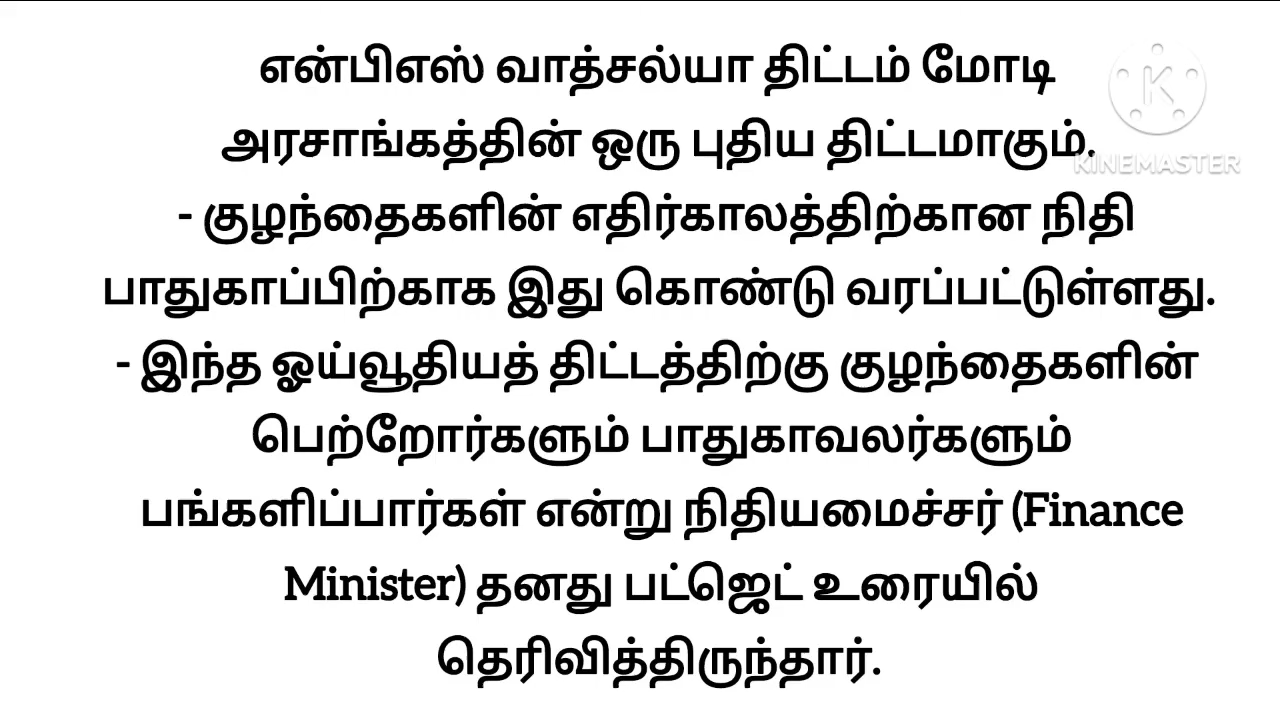 என்பிஎஸ் வாத்சல்யா திட்டம் மோடி
அரசாங்கத்தின் ஒரு புதிய திட்டமாகும்.
- குழந்தைகளின் எதிர்காலத்திற்கான நிதி
பாதுகாப்பிற்காக இது கொண்டு வரப்பட்டுள்ளது.
- இந்த ஓய்வூதியத் திட்டத்திற்கு குழந்தைகளின்
பெற்றோர்களும் பாதுகாவலர்களும்
பங்களிப்பார்கள் என்று நிதியமைச்சர் (Finance
Minister) தனது பட்ஜெட் உரையில்
தெரிவித்திருந்தார்.
K
KINEMASTER